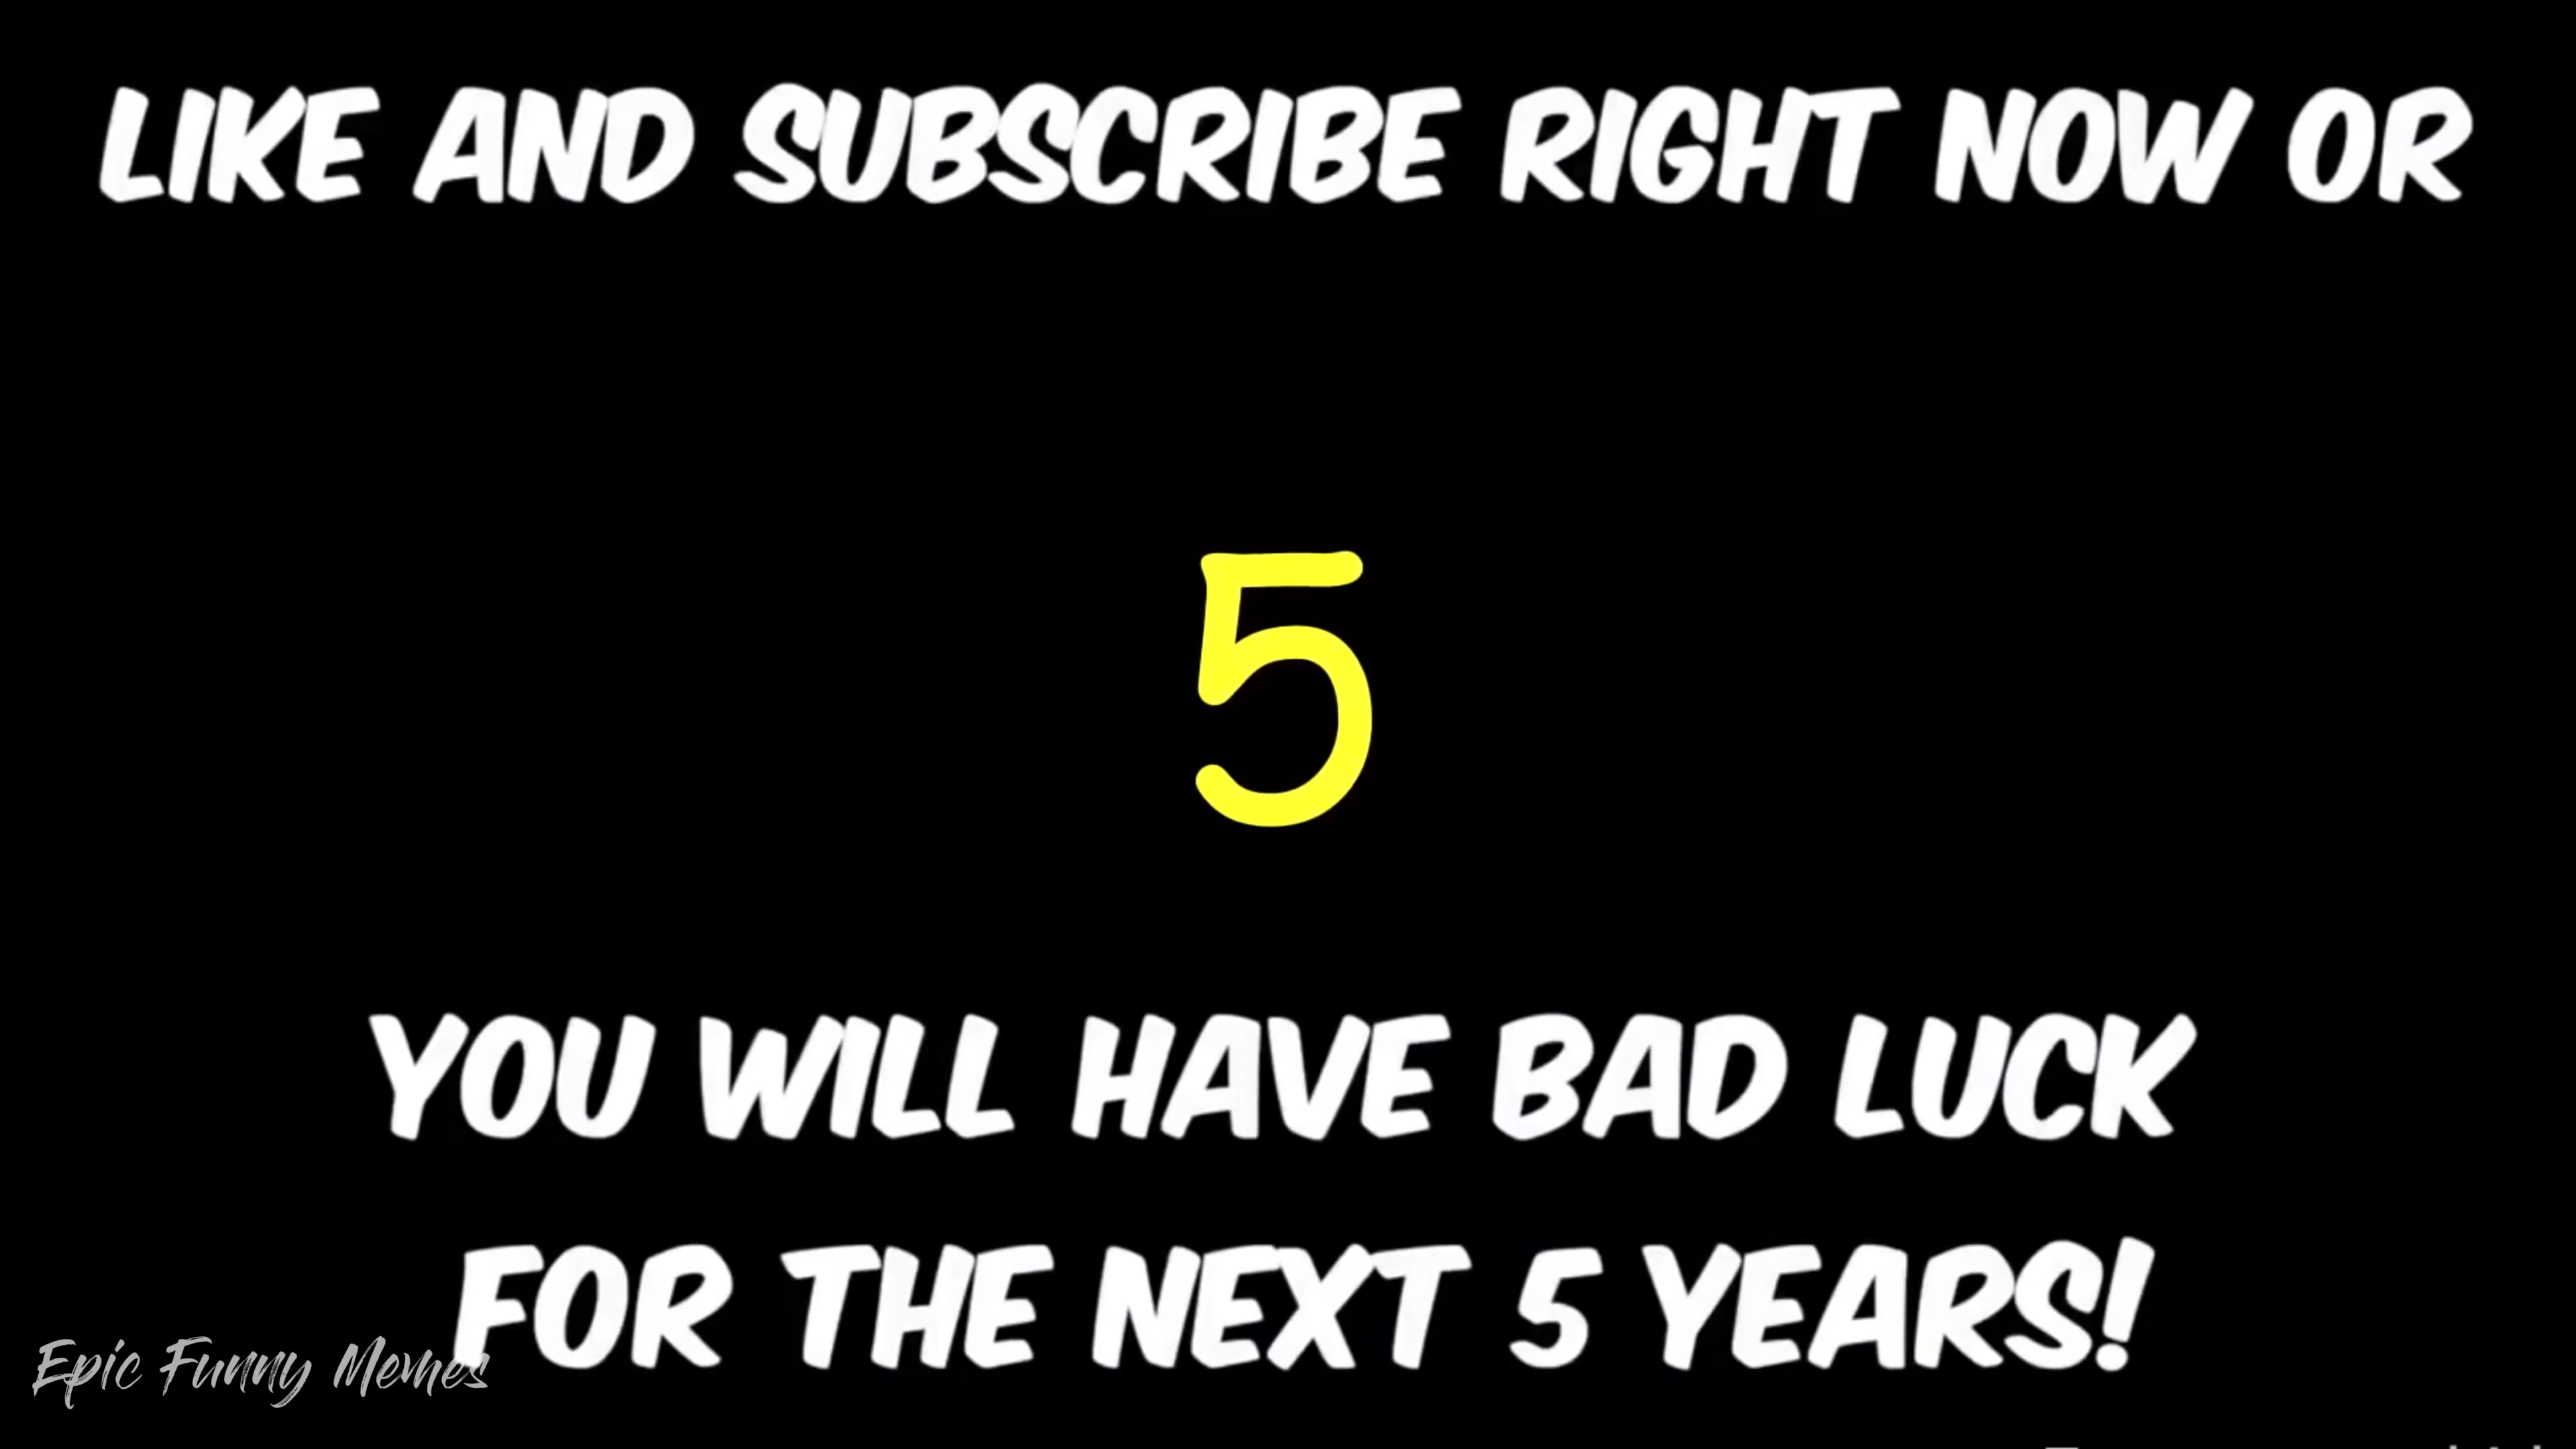 LIKE AND SUBSCRIBE RIGHT NOW OR
5
YOU WILL HAVE BAD LUCK
FOR THE NEXT 5 YEARS!
Epic Funny Memes